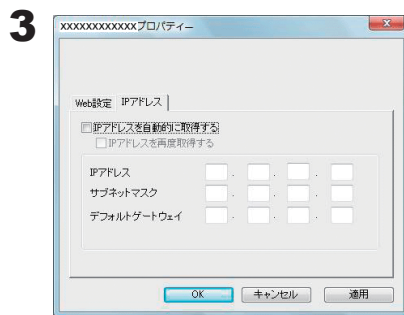 3
xxxxxxxxxxxxプロパティー
Web設定 IPアドレス
IPアドレスを自動的に取得する
IPアドレスを再度取得する
IPアドレス . . .
サブネットマスク . . .
デフォルトゲートウェイ . . .
OK キャンセル 適用